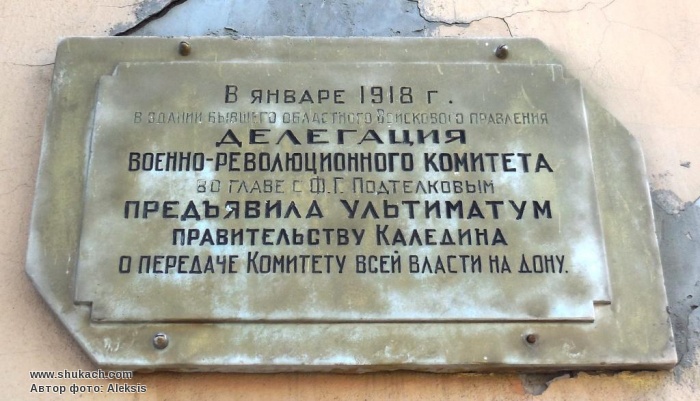 В ЯНВАРЕ 1918 Г.
В ЗДАНИИ БЫВШЕГО ОБЛАСТНОГО ВОЙСКОВОГО ПРАВЛЕНИЯ
ДЕЛЕГАЦИЯ
ВОЕННО-РЕВОЛЮЦИОННОГО КОМИТЕТА
ВО ГЛАВЕ С Ф.Г. ПОДТЕЛКОВЫМ
ПРЕДЪЯВИЛА УЛЬТИМАТУМ
ПРАВИТЕЛЬСТВУ КАЛЕДИНА
О ПЕРЕДАЧЕ КОМИТЕТУ ВСЕЙ ВЛАСТИ НА ДОНУ.
www.shukach.com
Автор фото: Aleksis